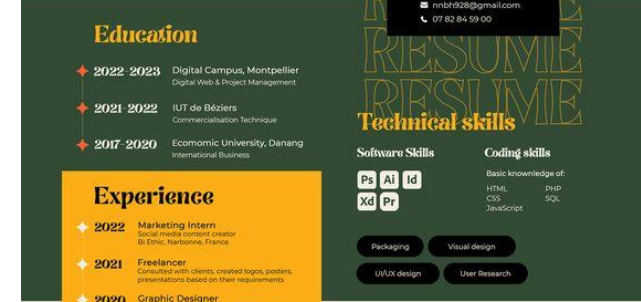 nnbh928@gmail.com
07 82 84 59 00
RESUME
RESUME
RESUME
Education
2022-2023 Digital Campus, Montpellier
Digital Web & Project Management
2021-2022 IUT de Béziers
Commercialisation Technique
2017-2020 Ecomomic University, Danang
International Business
Experience
2022 Marketing Intern
Social media content creator
Bi Ethic, Narbonne, France
2021 Freelancer
Consulted with clients, created logos, posters,
presentations based on their requirements
2020 Graphic Designer
Technical skills
Software Skills
Ps Ai Id
Xd Pr
Coding skills
Basic knownledge of:
HTML PHP
CSS SQL
JavaScript
Packaging Visual design
UI/UX design User Research